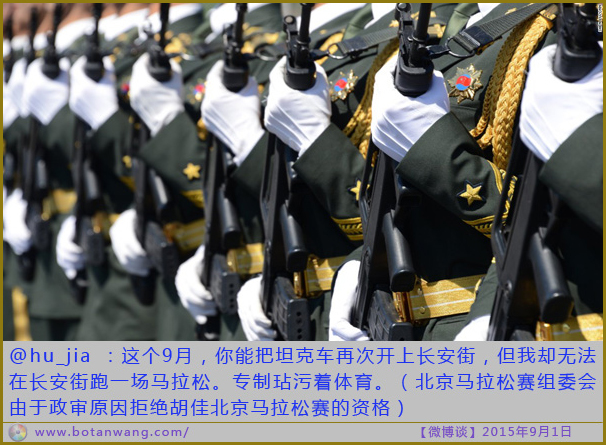 @hu_jia ：这个9月，你能把坦克车再次开上长安街，但我却无法
在长安街跑一场马拉松。专制玷污着体育。（北京马拉松赛组委会
由于政审原因拒绝胡佳北京马拉松赛的资格）
www.botanwang.com/
【微博谈】2015年9月1日